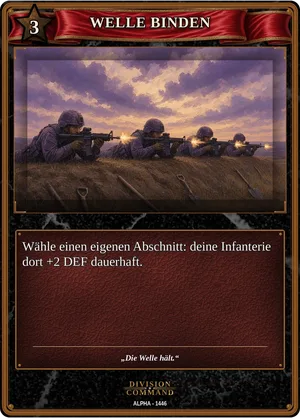 3
WELLE BINDEN
Wähle einen eigenen Abschnitt: deine Infanterie
dort +2 DEF dauerhaft.
„Die Welle hält.“
DIVISION
COMMAND
ALPHA - 1446